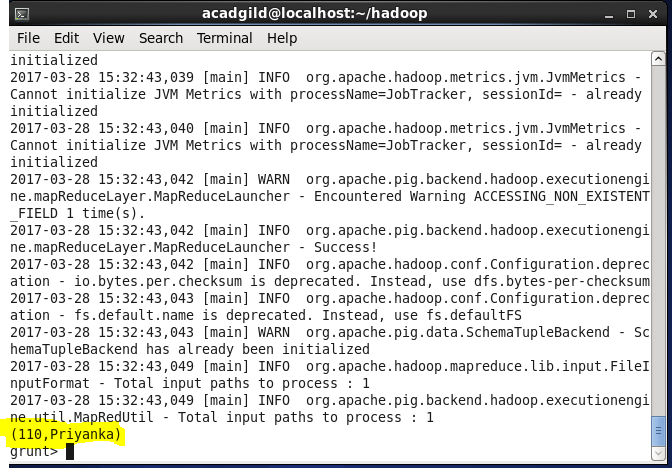 acadgild@localhost:~/hadoop
File Edit View Search Terminal Help
initialized
2017-03-28 15:32:43,039 [main] INFO  org.apache.hadoop.metrics.jvm.JvmMetrics -
Cannot initialize JVM Metrics with processName=JobTracker, sessionId= - already
initialized
2017-03-28 15:32:43,040 [main] INFO  org.apache.hadoop.metrics.jvm.JvmMetrics -
Cannot initialize JVM Metrics with processName=JobTracker, sessionId= - already
initialized
2017-03-28 15:32:43,042 [main] WARN  org.apache.pig.backend.hadoop.executionengi
ne.mapReduceLayer.MapReduceLauncher - Encountered Warning ACCESSING_NON_EXISTENT
_FIELD 1 time(s).
2017-03-28 15:32:43,042 [main] INFO  org.apache.pig.backend.hadoop.executionengi
ne.mapReduceLayer.MapReduceLauncher - Success!
2017-03-28 15:32:43,042 [main] INFO  org.apache.hadoop.conf.Configuration.deprec
ation - io.bytes.per.checksum is deprecated. Instead, use dfs.bytes-per-checksum
2017-03-28 15:32:43,043 [main] INFO  org.apache.hadoop.conf.Configuration.deprec
ation - fs.default.name is deprecated. Instead, use fs.defaultFS
2017-03-28 15:32:43,043 [main] WARN  org.apache.pig.data.SchemaTupleBackend - Sc
hemaTupleBackend has already been initialized
2017-03-28 15:32:43,049 [main] INFO  org.apache.hadoop.mapreduce.lib.input.FileI
nputFormat - Total input paths to process : 1
2017-03-28 15:32:43,049 [main] INFO  org.apache.pig.backend.hadoop.executionengi
ne.util.MapRedUtil - Total input paths to process : 1
(110,Priyanka)
grunt>